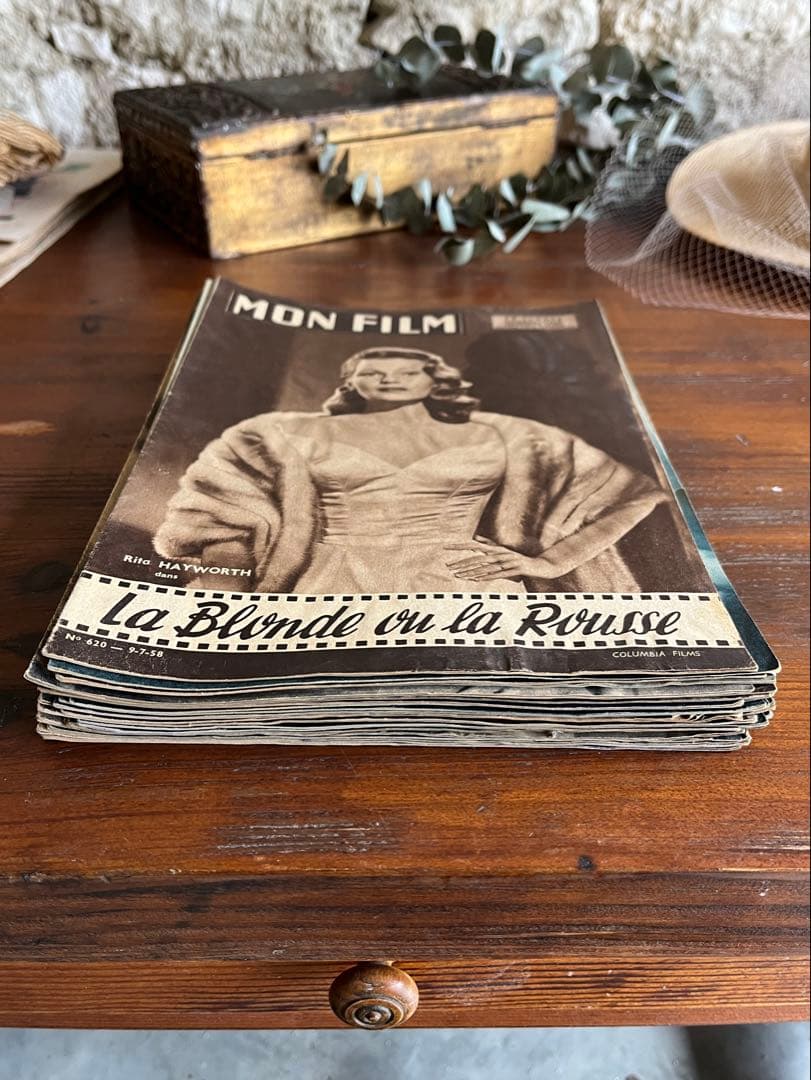 MON FILM
Rita HAYWORTH
dans
La Blonde ou la Rousse
N° 620 — 9-7-58
COLUMBIA FILMS